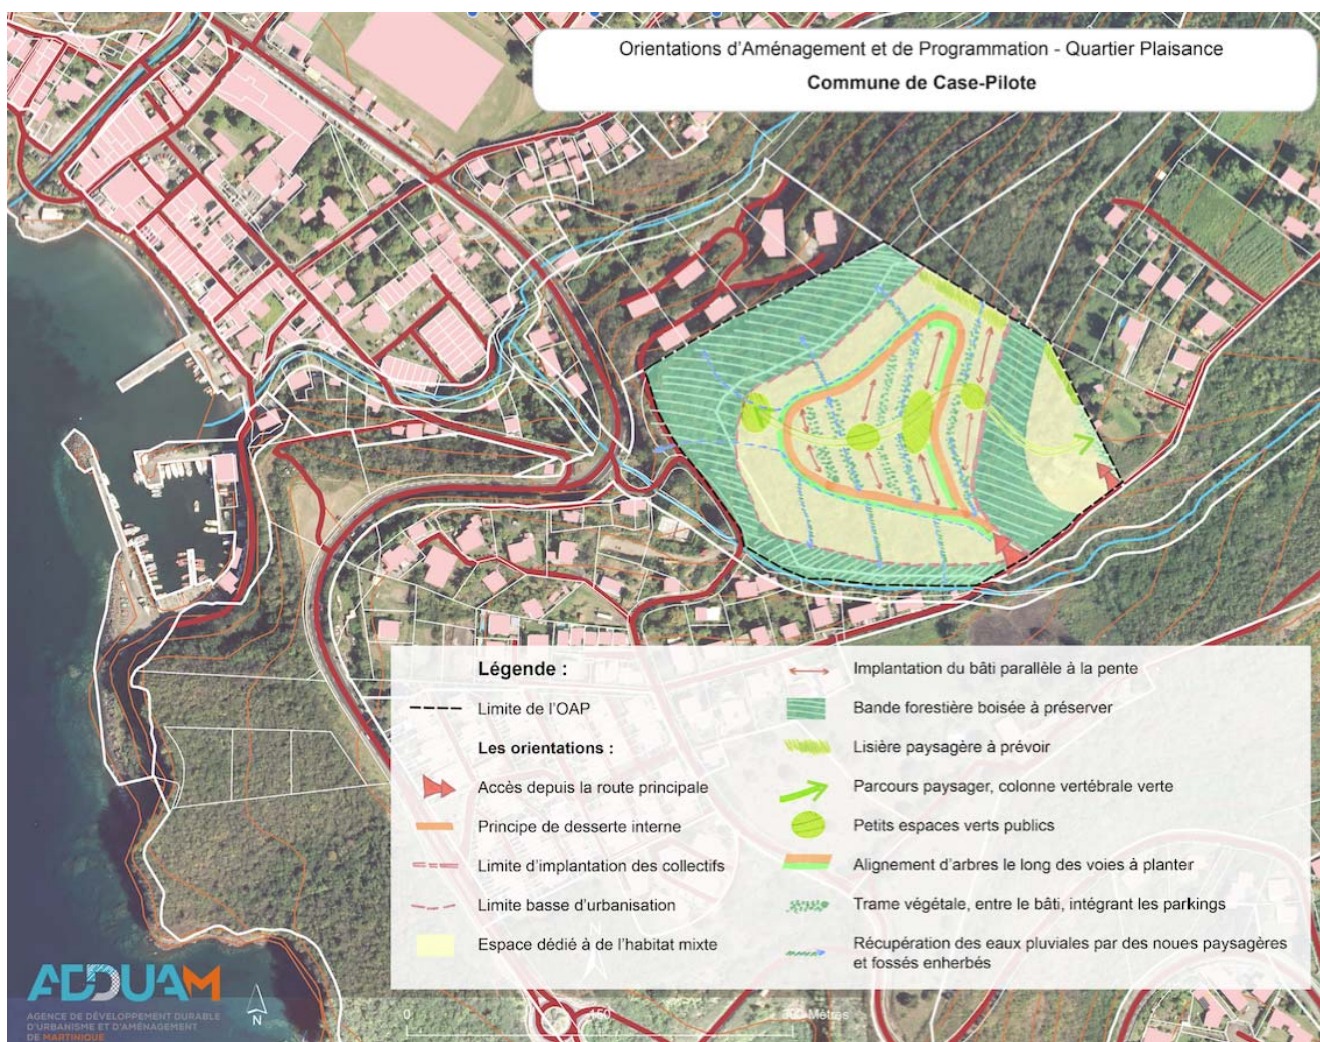 Orientations d'Aménagement et de Programmation - Quartier Plaisance
Commune de Case-Pilote
Légende :
Limite de l'OAP
Les orientations :
Accès depuis la route principale
Principe de desserte interne
Limite d'implantation des collectifs
Limite basse d'urbanisation
Espace dédié à de l'habitat mixte
Implantation du bâti parallèle à la pente
Bande forestière boisée à préserver
Lisière paysagère à prévoir
Parcours paysager, colonne vertébrale verte
Petits espaces verts publics
Alignement d'arbres le long des voies à planter
Trame végétale, entre le bâti, intégrant les parkings
Récupération des eaux pluviales par des noues paysagères
et fossés enherbés
N
ADDUAM
AGENCE DE DÉVELOPPEMENT DURABLE
D'URBANISME ET D'AMÉNAGEMENT
DE MARTINIQUE
N
0 150 300 Mètres